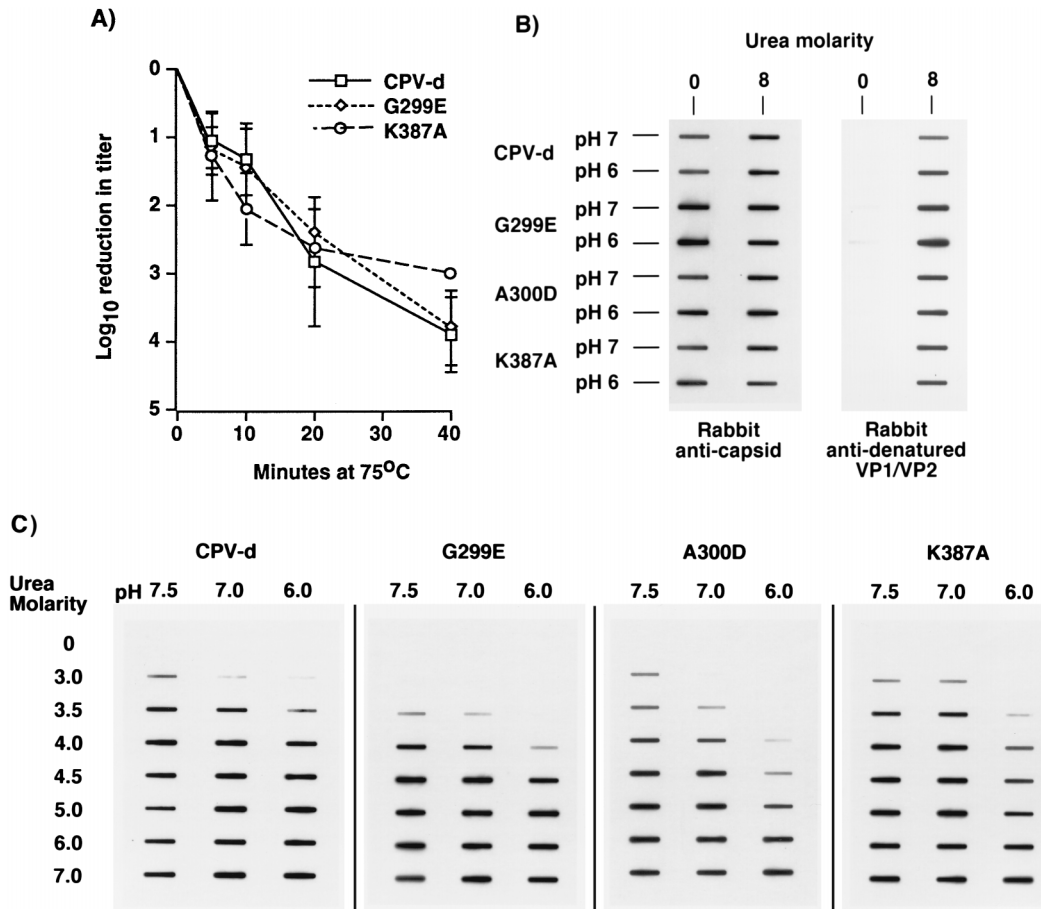 A)
0
1
2
3
4
5
Log10 reduction in titer
0 10 20 30 40
Minutes at 75°C
CPV-d
G299E
K387A
B)
Urea molarity
0 8 0 8
CPV-d
pH 7
pH 6
G299E
pH 7
pH 6
A300D
pH 7
pH 6
K387A
pH 7
pH 6
Rabbit
anti-capsid
Rabbit
anti-denatured
VP1/VP2
C)
CPV-d G299E A300D K387A
Urea
Molarity
pH 7.5 7.0 6.0 7.5 7.0 6.0 7.5 7.0 6.0 7.5 7.0 6.0
0
3.0
3.5
4.0
4.5
5.0
6.0
7.0